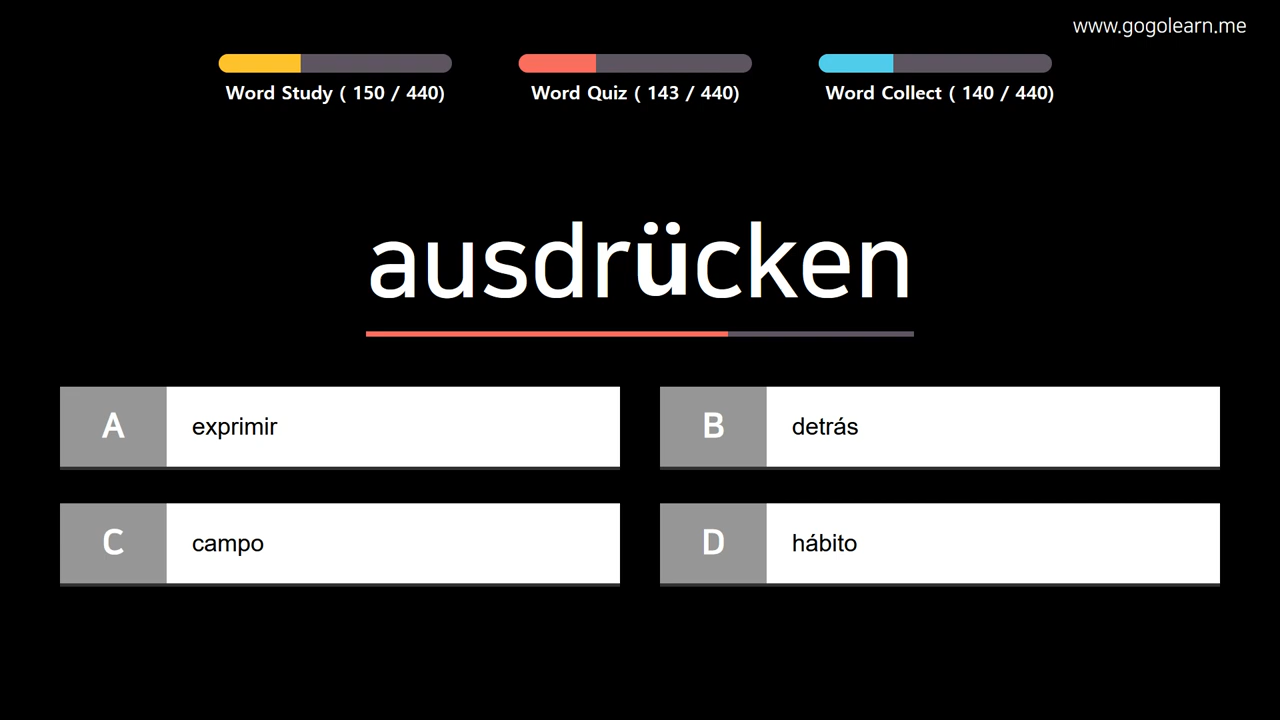 www.gogolearn.me
Word Study ( 150 / 440)
Word Quiz ( 143 / 440)
Word Collect ( 140 / 440)
ausdrücken
A exprimir
B detrás
C campo
D hábito